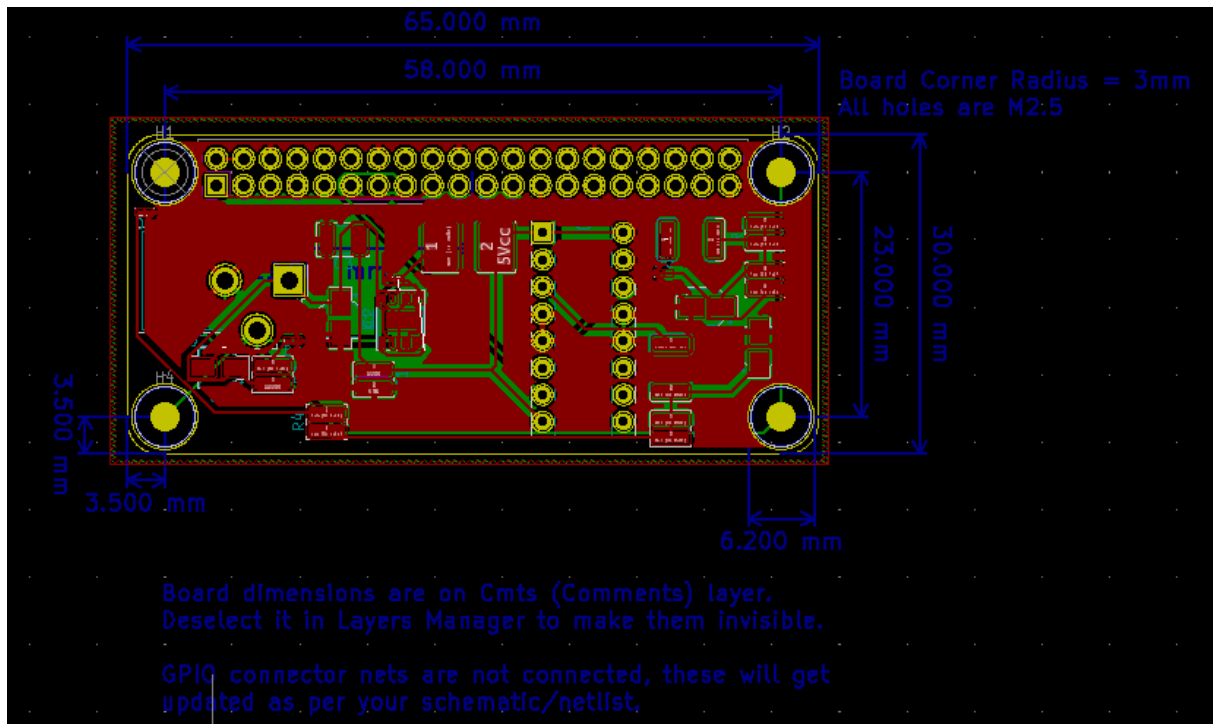 65.000 mm
58.000 mm
Board Corner Radius = 3mm
All holes are M2.5
H1
1
2
5Vcc
23.000 mm
30.000 mm
H4
R4
3.500 mm
3.500 mm
6.200 mm
Board dimensions are on Cmts (Comments) layer.
Deselect it in Layers Manager to make them invisible.
GPIO connector nets are not connected, these will get
updated as per your schematic/netlist.